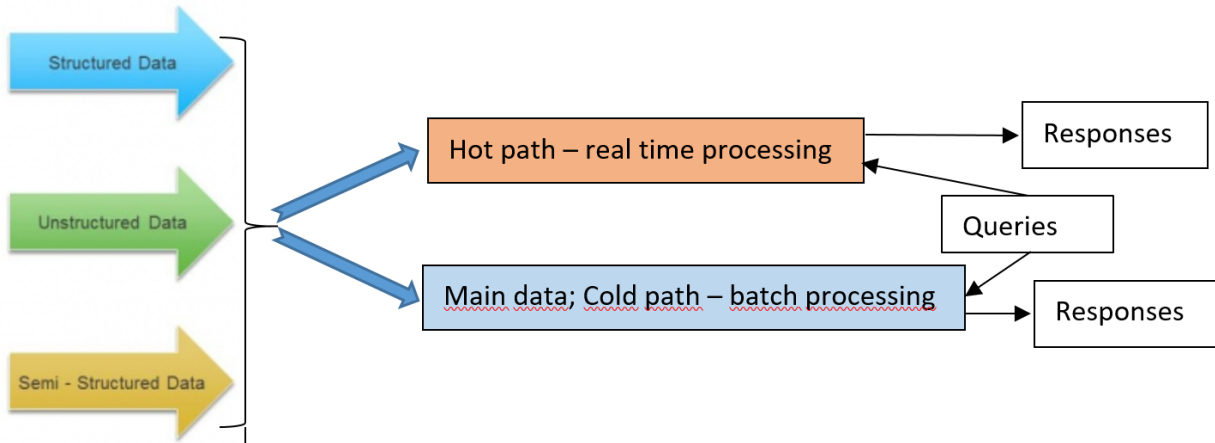 Structured Data
Hot path – real time processing
Responses
Unstructured Data
Queries
Main data; Cold path – batch processing
Responses
Semi - Structured Data